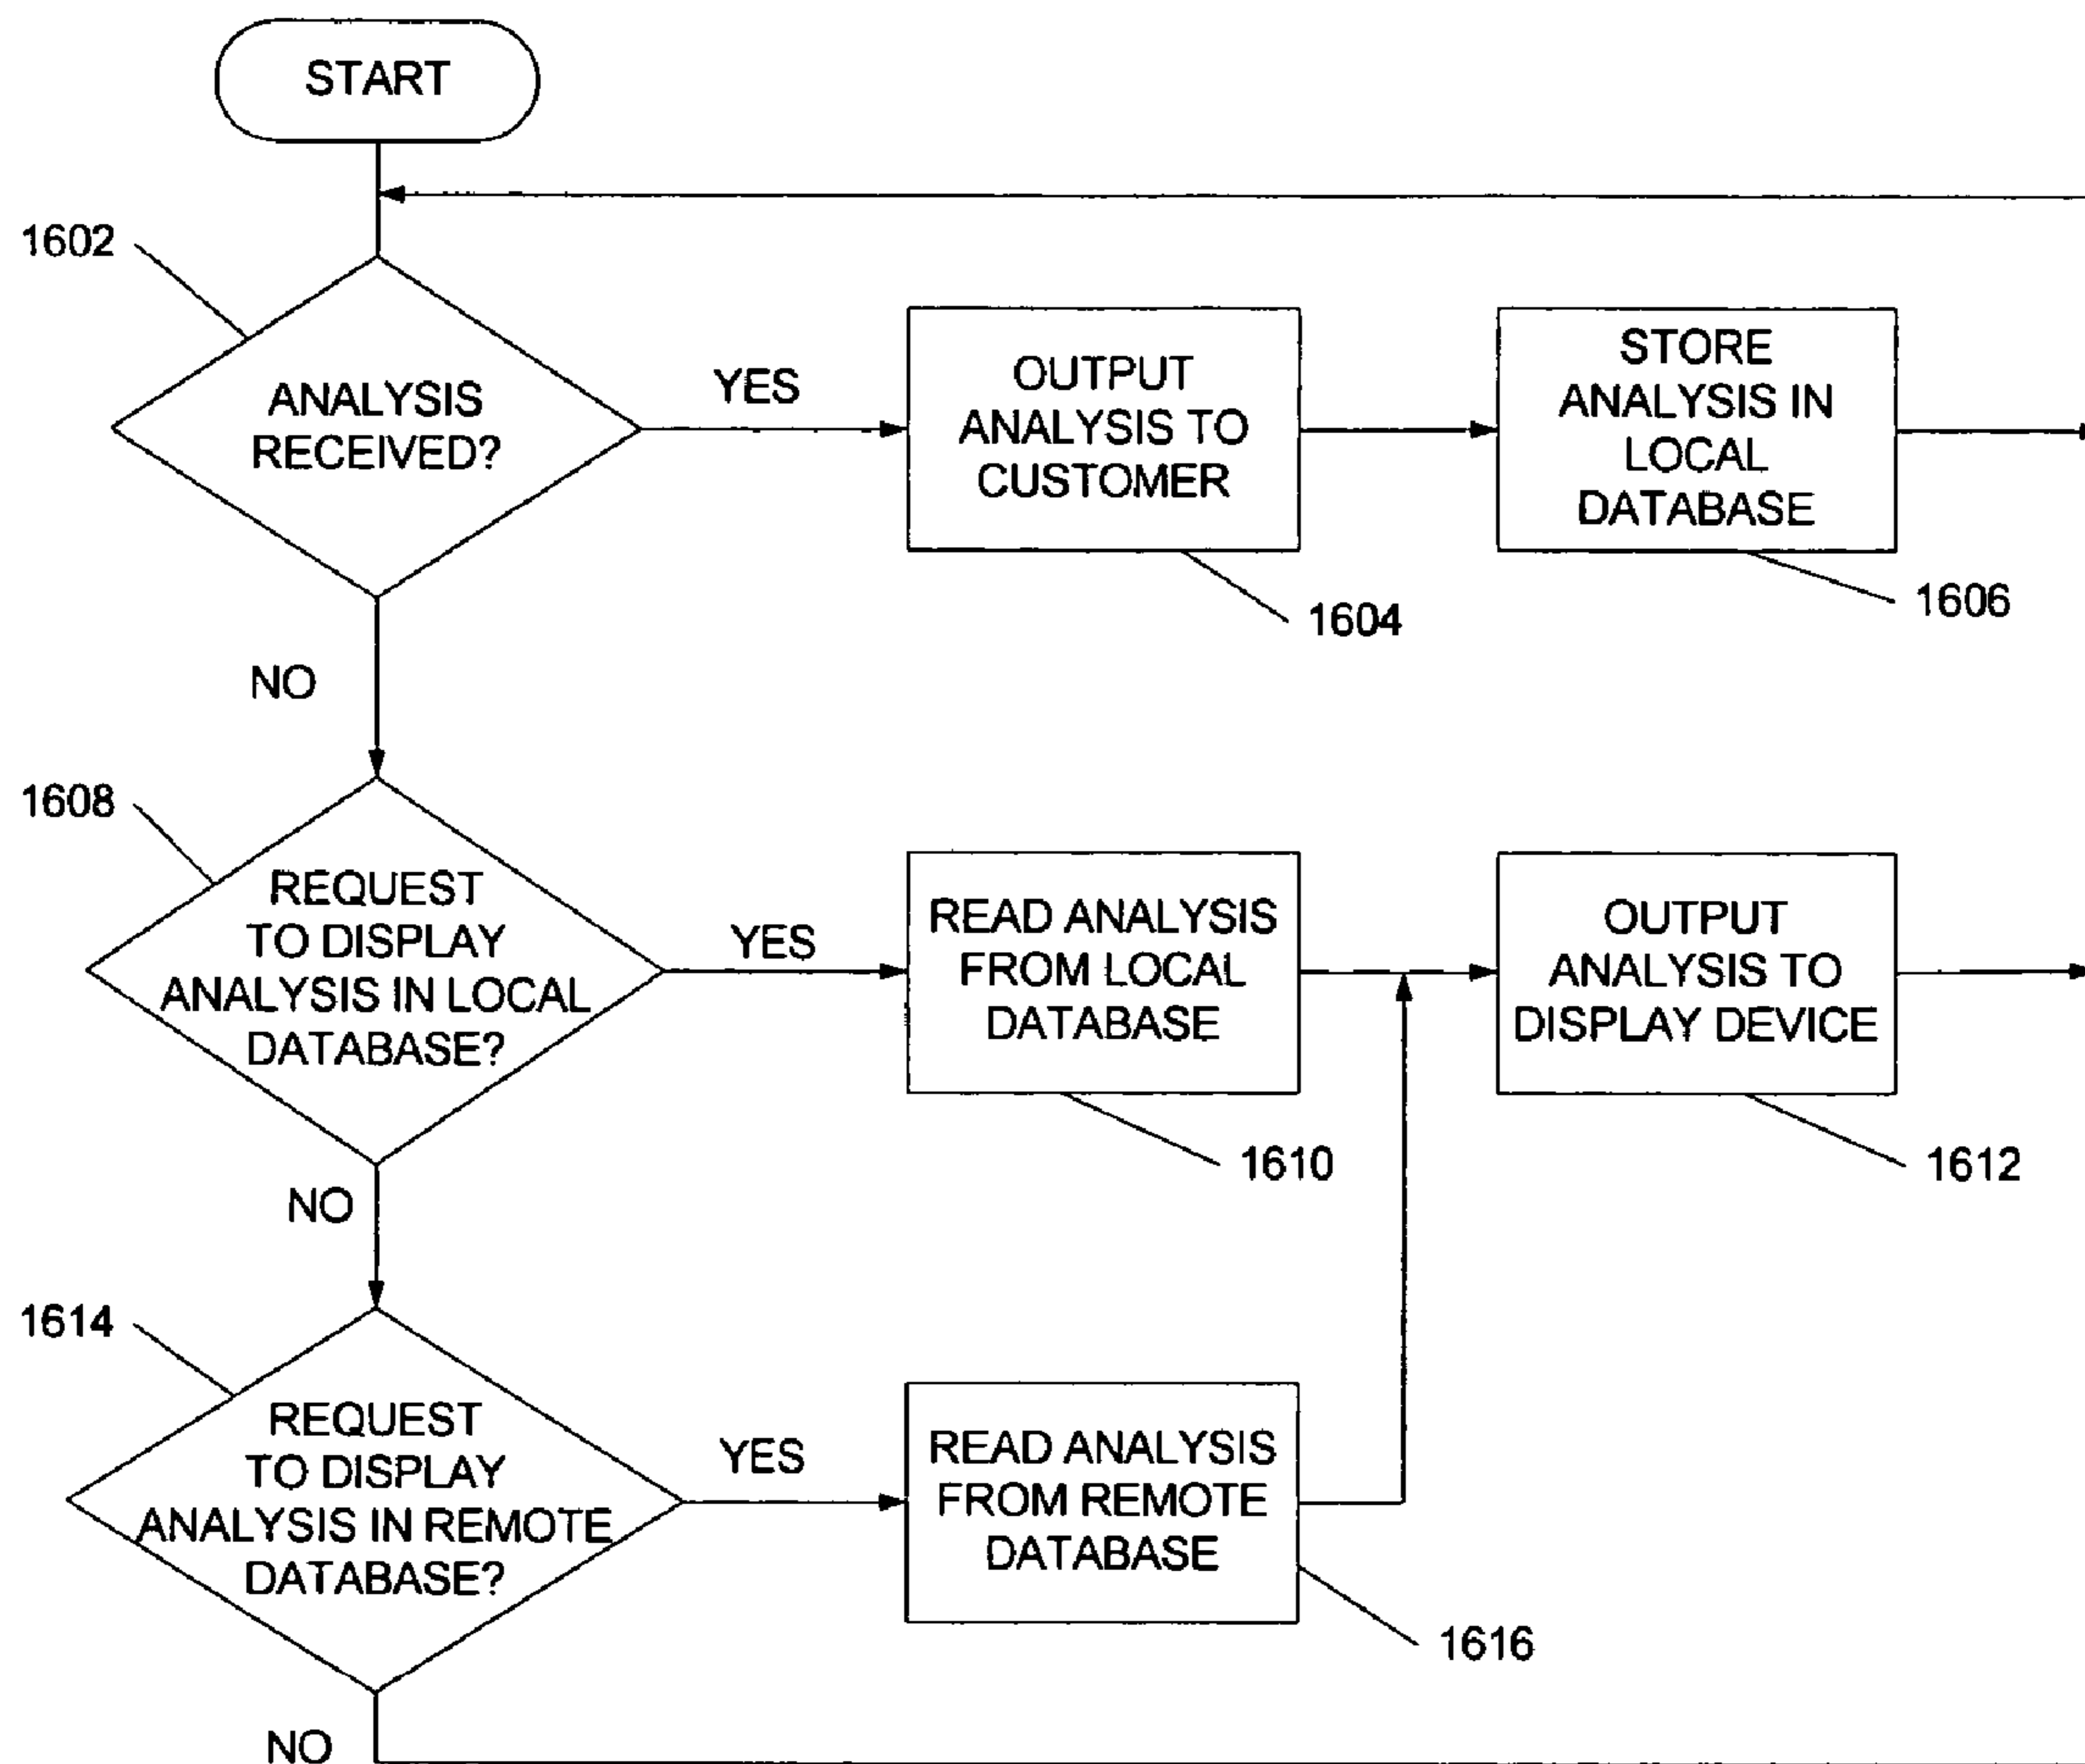 START
1602
ANALYSIS
RECEIVED?
YES
OUTPUT
ANALYSIS TO
CUSTOMER
1604
STORE
ANALYSIS IN
LOCAL
DATABASE
1606
NO
1608
REQUEST
TO DISPLAY
ANALYSIS IN LOCAL
DATABASE?
YES
READ ANALYSIS
FROM LOCAL
DATABASE
1610
OUTPUT
ANALYSIS TO
DISPLAY DEVICE
1612
NO
1614
REQUEST
TO DISPLAY
ANALYSIS IN REMOTE
DATABASE?
YES
READ ANALYSIS
FROM REMOTE
DATABASE
1616
NO